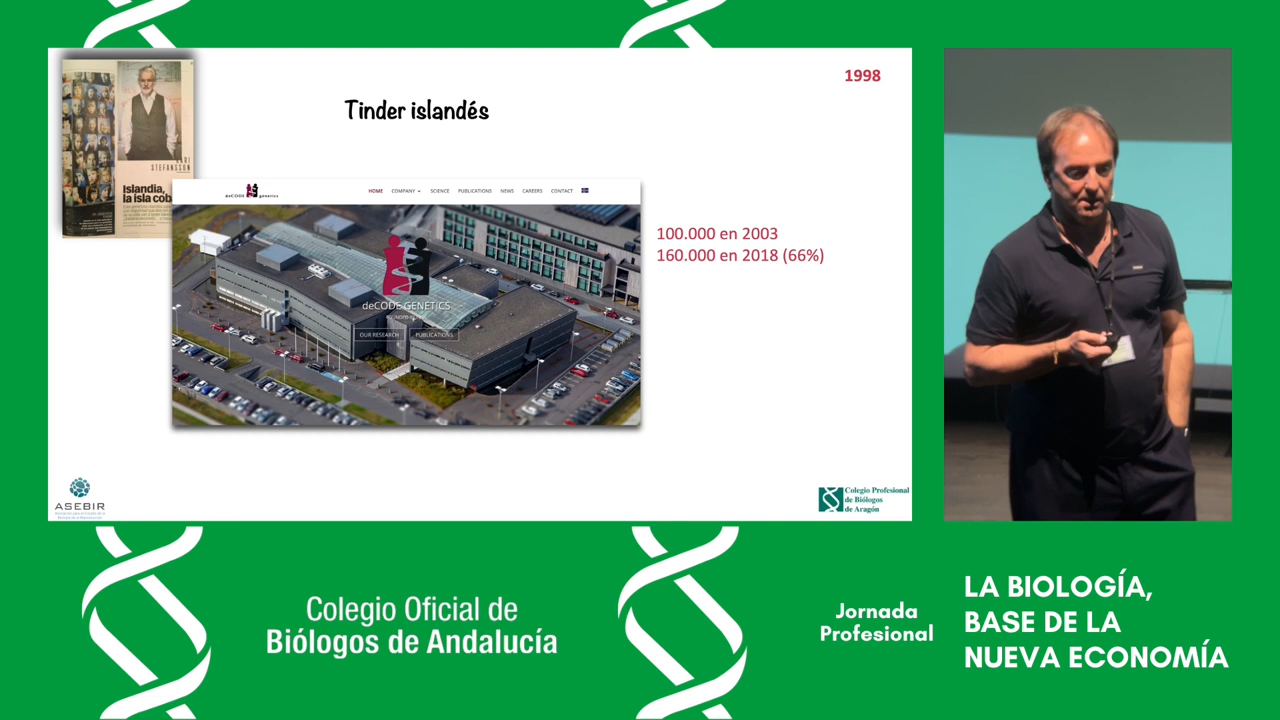 1998
Tinder islandés
KARI
STEFANSSON
Islandia,
la isla cob
deCODE genetics
HOME COMPANY SCIENCE PUBLICATIONS NEWS CAREERS CONTACT
100.000 en 2003
160.000 en 2018 (66%)
deCODE GENETICS
OUR RESEARCH PUBLICATIONS
ASEBIR
Colegio Profesional
de Biólogos
de Aragón
Colegio Oficial de
Biólogos de Andalucía
Jornada
Profesional
LA BIOLOGÍA,
BASE DE LA
NUEVA ECONOMÍA